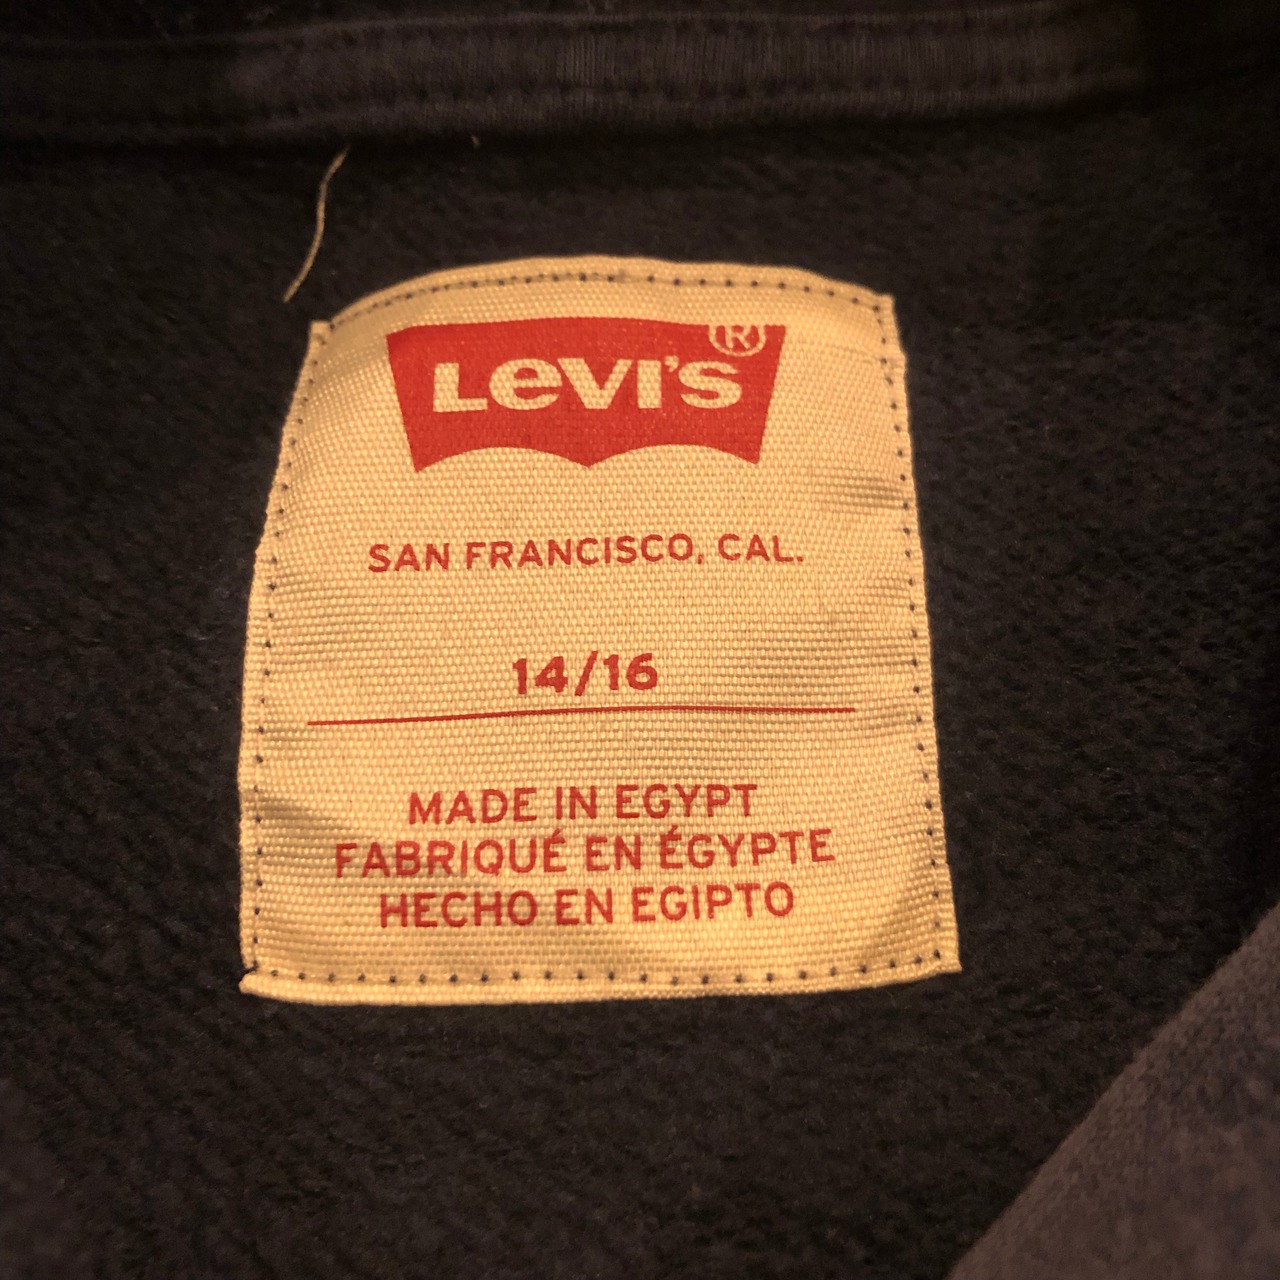 Levi's®
SAN FRANCISCO, CAL.
14/16
MADE IN EGYPT
FABRIQUÉ EN ÉGYPTE
HECHO EN EGIPTO